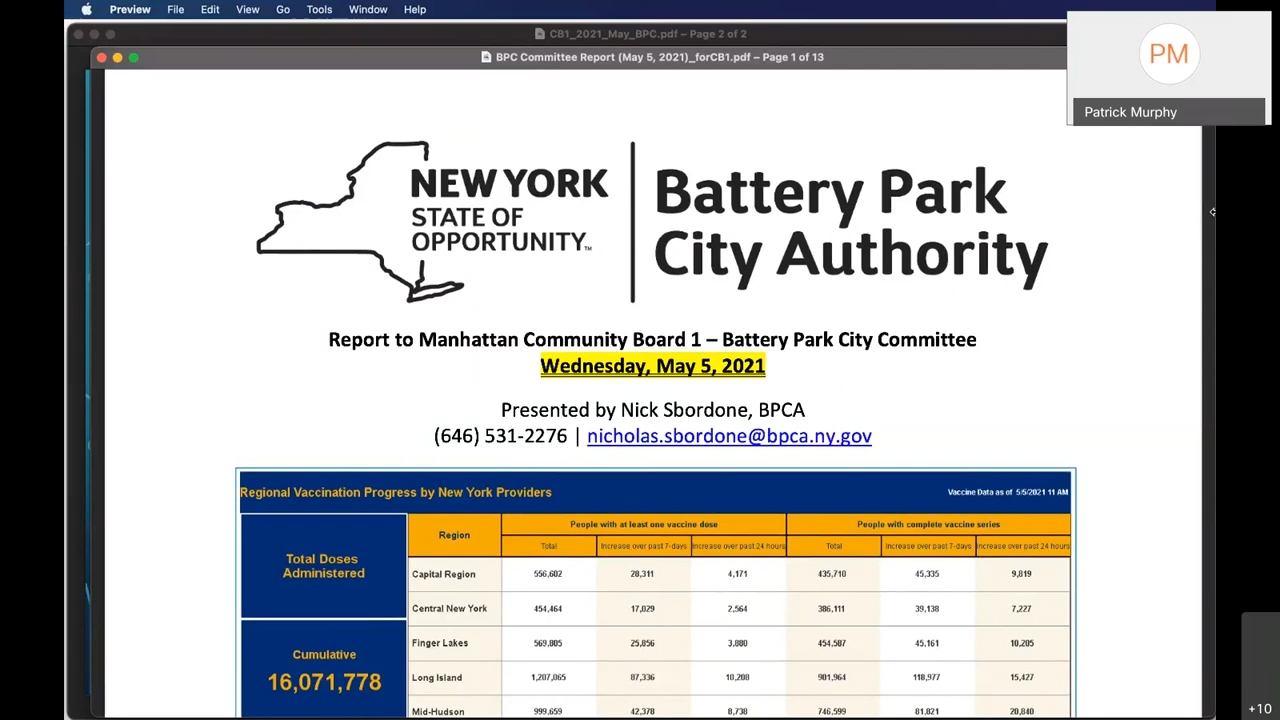 Preview File Edit View Go Tools Window Help
CB1_2021_May_BPC.pdf – Page 2 of 2
BPC Committee Report (May 5, 2021)_forCB1.pdf – Page 1 of 13
PM
Patrick Murphy
NEW YORK
STATE OF
OPPORTUNITY™
Battery Park
City Authority
Report to Manhattan Community Board 1 – Battery Park City Committee
Wednesday, May 5, 2021
Presented by Nick Sbordone, BPCA
(646) 531-2276 | nicholas.sbordone@bpca.ny.gov
Regional Vaccination Progress by New York Providers Vaccine Data as of 5/5/2021 11 AM
Total Doses
Administered
Cumulative
16,071,778
Region People with at least one vaccine dose People with complete vaccine series
Total Increase over past 7-days Increase over past 24 hours Total Increase over past 7-days Increase over past 24 hours
Capital Region 556,602 28,311 4,171 435,718 45,335 9,819
Central New York 454,464 17,829 2,564 386,111 39,138 7,227
Finger Lakes 569,805 25,856 3,880 454,587 45,161 10,205
Long Island 1,207,065 87,336 10,208 901,964 118,977 15,427
Mid-Hudson 999,659 42,378 8,738 746,599 81,821 20,840
+10